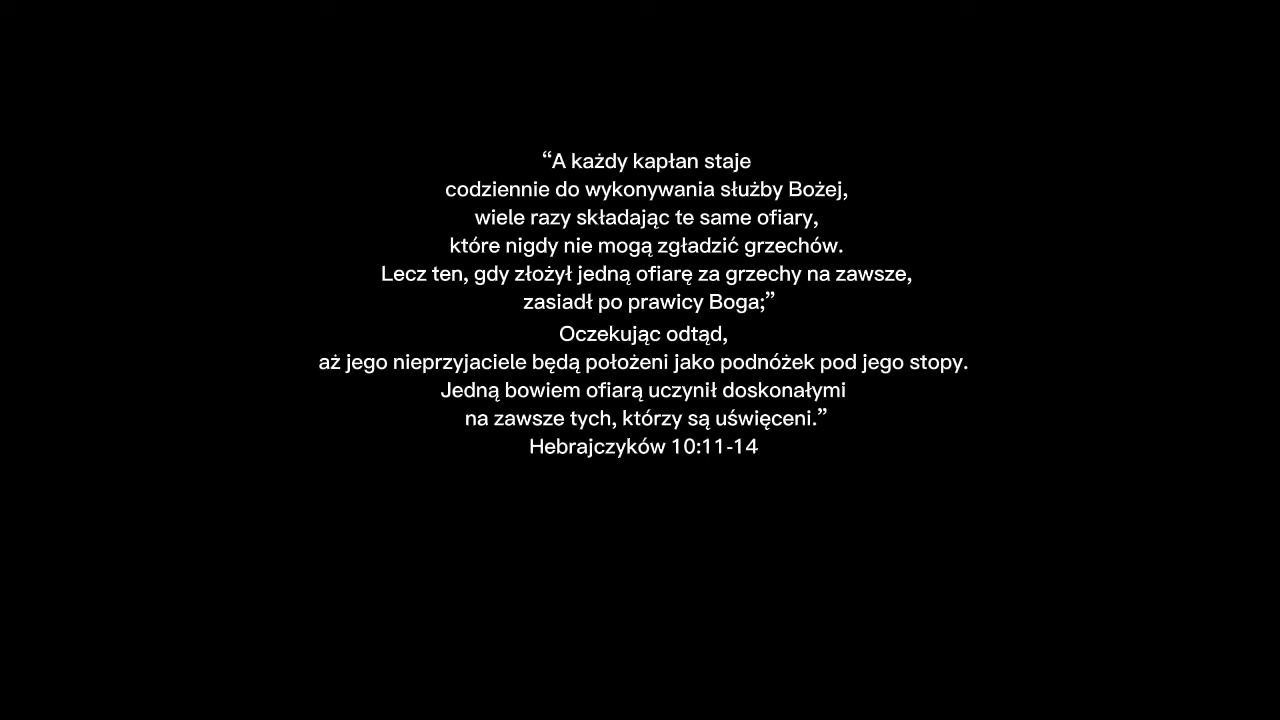 “A każdy kapłan staje
codziennie do wykonywania służby Bożej,
wiele razy składając te same ofiary,
które nigdy nie mogą zgładzić grzechów.
Lecz ten, gdy złożył jedną ofiarę za grzechy na zawsze,
zasiadł po prawicy Boga;”
Oczekując odtąd,
aż jego nieprzyjaciele będą położeni jako podnóżek pod jego stopy.
Jedną bowiem ofiarą uczynił doskonałymi
na zawsze tych, którzy są uświęceni.”
Hebrajczyków 10:11-14